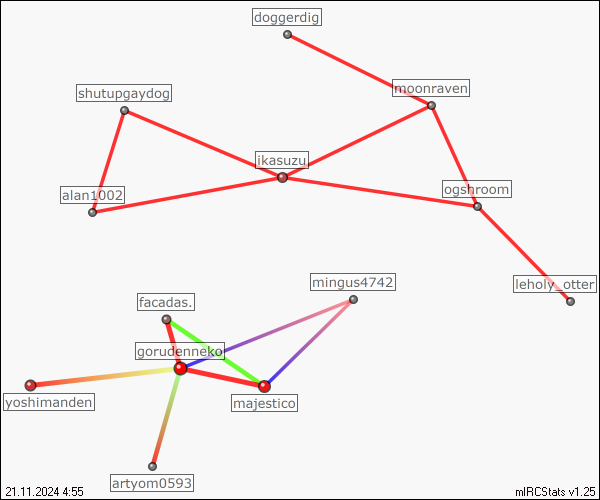 doggerdig
moonraven
shutupgaydog
ikasuzu
alan1002
ogshroom
leholy_otter
mingus4742
facadas.
gorudenneko
yoshimanden
majestico
artyom0593
21.11.2024 4:55
mIRCStats v1.25